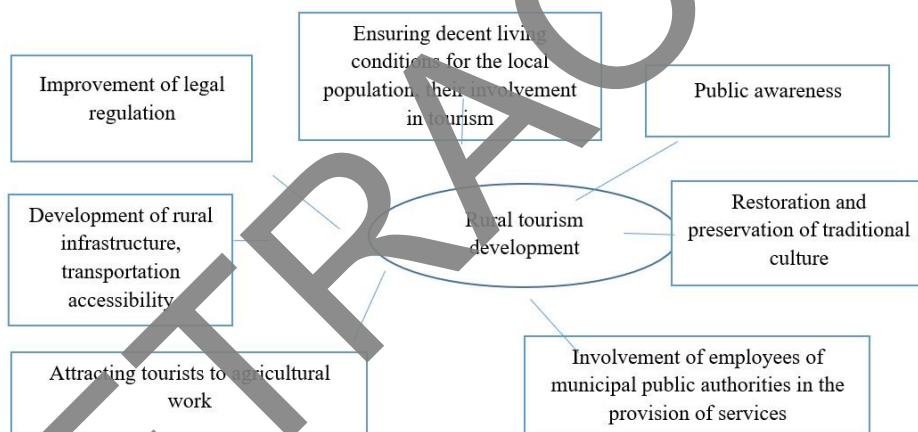 Ensuring decent living
conditions for the local
population, their involvement
in tourism
Improvement of legal
regulation
Public awareness
Development of rural
infrastructure,
transportation
accessibility
Rural tourism
development
Restoration and
preservation of traditional
culture
Attracting tourists to agricultural
work
Involvement of employees of
municipal public authorities in the
provision of services
TRAC